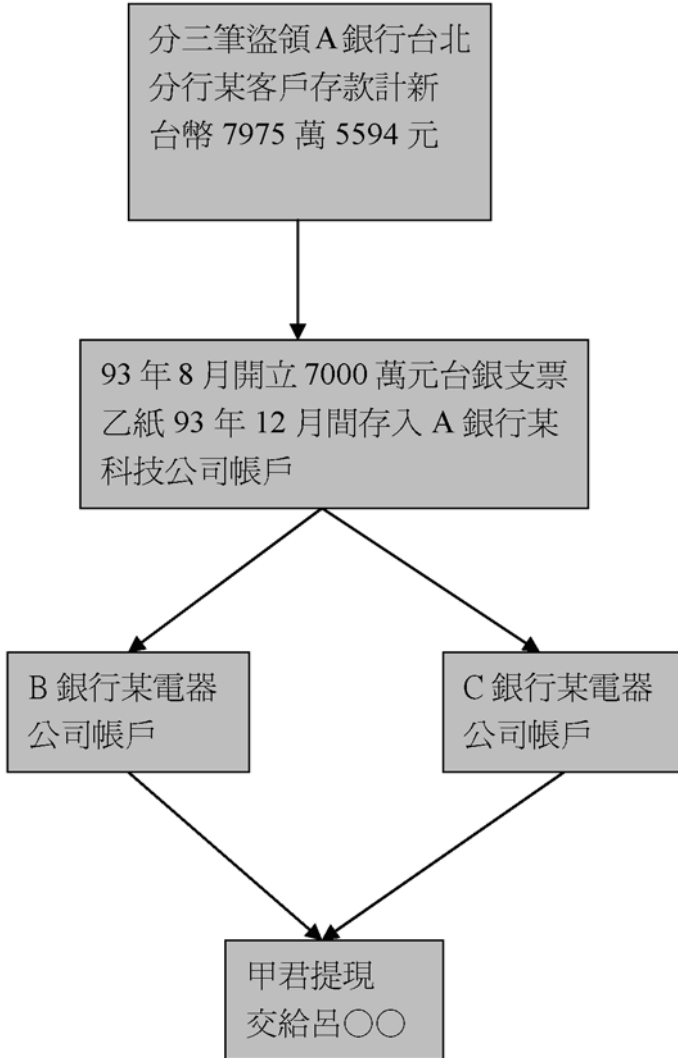 分三筆盜領 A 銀行台北
分行某客戶存款計新
台幣 7975 萬 5594 元
93 年 8 月開立 7000 萬元台銀支票
乙紙 93 年 12 月間存入 A 銀行某
科技公司帳戶
B 銀行某電器
公司帳戶
C 銀行某電器
公司帳戶
甲君提現
交給呂○○